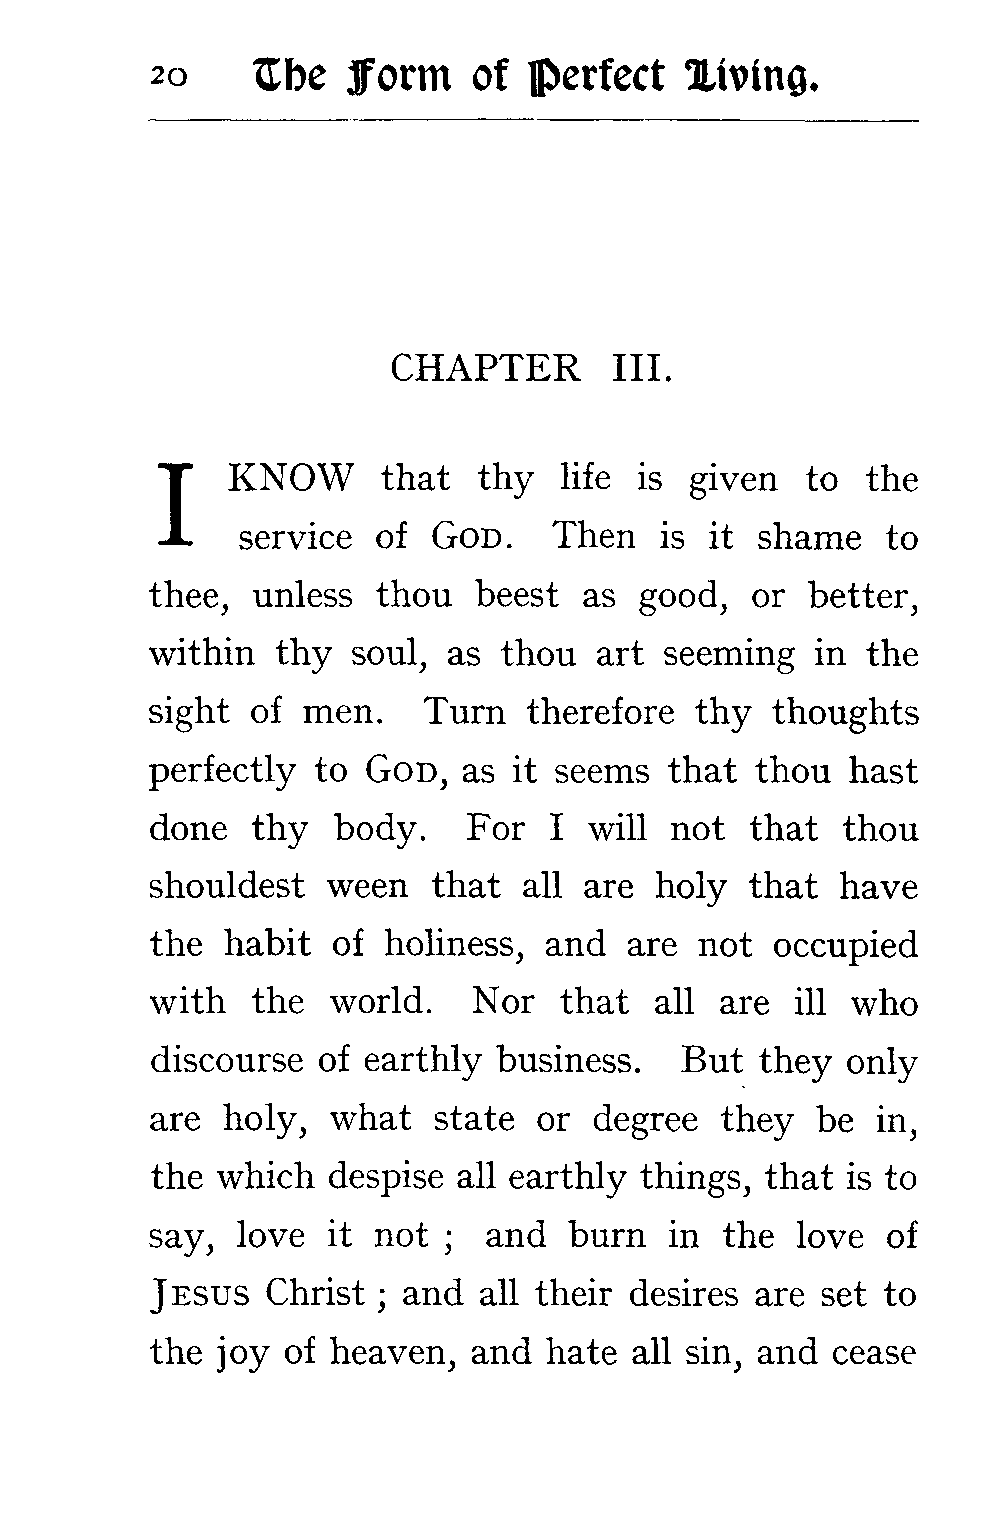 20 The Form of Perfect Living.
CHAPTER III.
I KNOW that thy life is given to the
service of GOD. Then is it shame to
thee, unless thou beest as good, or better,
within thy soul, as thou art seeming in the
sight of men. Turn therefore thy thoughts
perfectly to GOD, as it seems that thou hast
done thy body. For I will not that thou
shouldest ween that all are holy that have
the habit of holiness, and are not occupied
with the world. Nor that all are ill who
discourse of earthly business. But they only
are holy, what state or degree they be in,
the which despise all earthly things, that is to
say, love it not ; and burn in the love of
JESUS Christ ; and all their desires are set to
the joy of heaven, and hate all sin, and cease